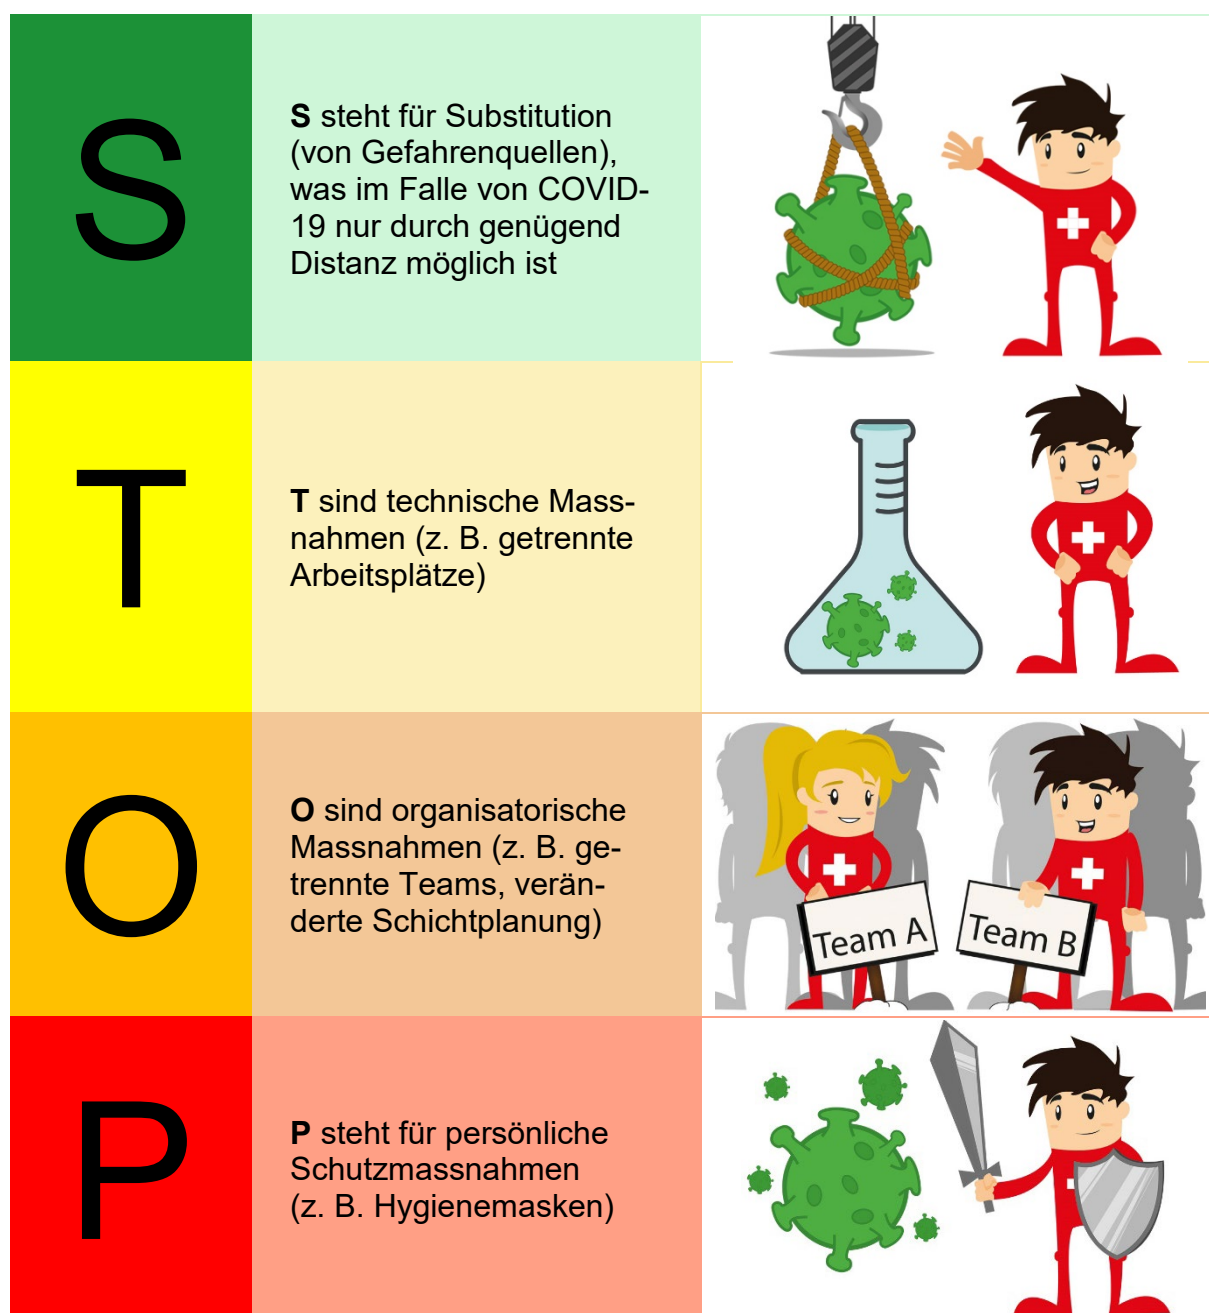 S
S steht für Substitution
(von Gefahrenquellen),
was im Falle von COVID-
19 nur durch genügend
Distanz möglich ist
T
T sind technische Mass-
nahmen (z. B. getrennte
Arbeitsplätze)
O
O sind organisatorische
Massnahmen (z. B. ge-
trennte Teams, verän-
derte Schichtplanung)
Team A
Team B
P
P steht für persönliche
Schutzmassnahmen
(z. B. Hygienemasken)